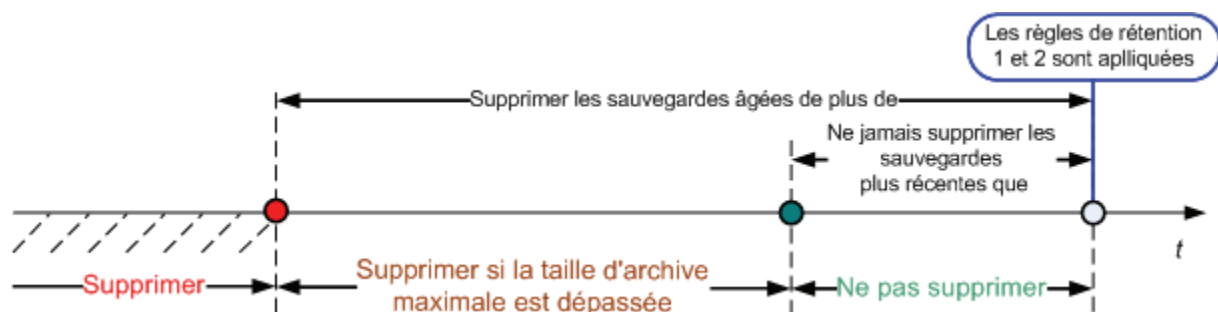 Les règles de rétention
1 et 2 sont aplliquées
Supprimer les sauvegardes âgées de plus de
Ne jamais supprimer les
sauvegardes
plus récentes que
t
Supprimer
Supprimer si la taille d'archive
maximale est dépassée
Ne pas supprimer